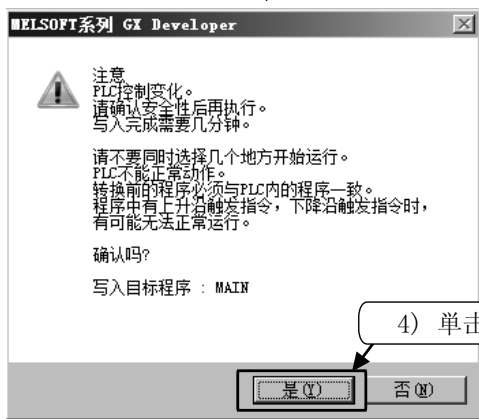 MELSOFT系列 GX Developer
注意
PLC控制变化。
请确认安全性后再执行。
写入完成需要几分钟。
请不要同时选择几个地方开始运行。
PLC不能正常动作。
转换前的程序必须与PLC内的程序一致。
程序中有上升沿触发指令，下降沿触发指令时，
有可能无法正常运行。
确认吗?
写入目标程序 : MAIN
4) 单击
是(Y)
否(N)